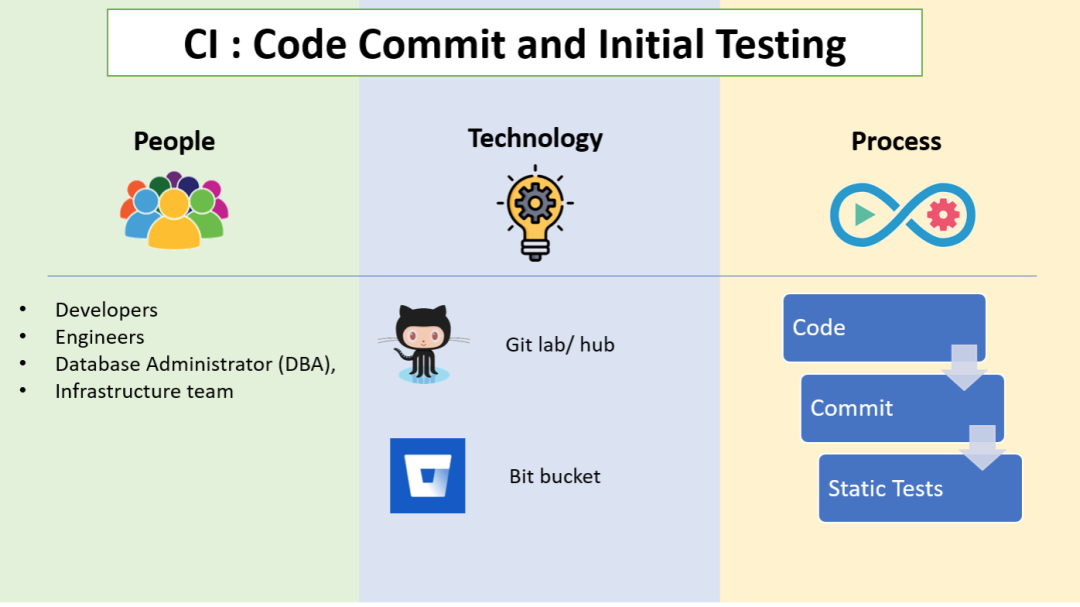 CI : Code Commit and Initial Testing
People
Technology
Process
• Developers
• Engineers
• Database Administrator (DBA),
• Infrastructure team
Git lab/ hub
Bit bucket
Code
Commit
Static Tests